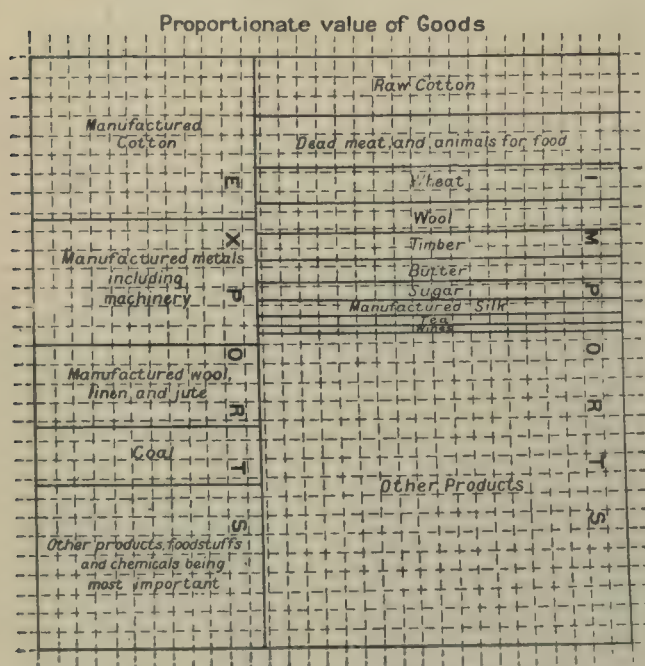 Proportionate value of Goods
Manufactured
Cotton
Manufactured metals
including
machinery
Manufactured wool,
linen, and jute
Coal
Other products, foodstuffs
and chemicals being
most important
EXPORTS
Raw Cotton
Dead meat, and animals for food
Wheat
Wool
Timber
Butter
Sugar
Manufactured Silk
Tea
Wines
Other Products
IMPORTS